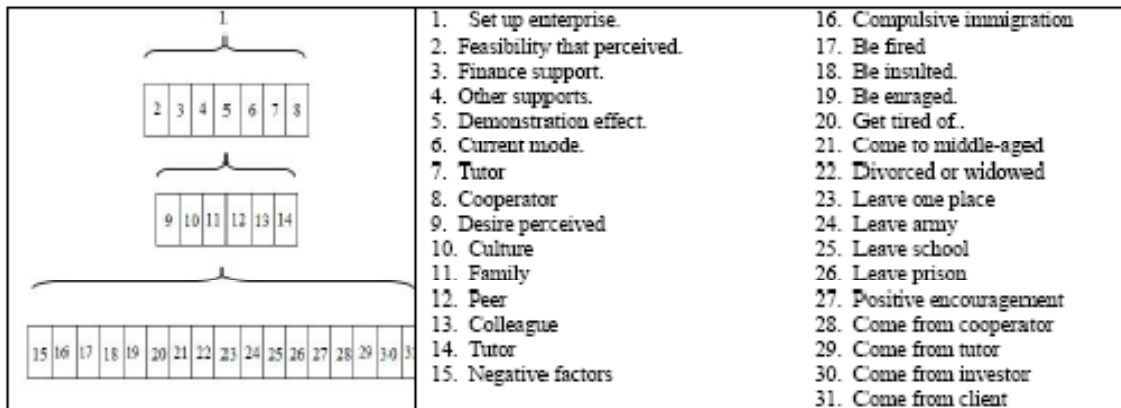 1
2 3 4 5 6 7 8
9 10 11 12 13 14
15 16 17 18 19 20 21 22 23 24 25 26 27 28 29 30 31
1. Set up enterprise.
2. Feasibility that perceived.
3. Finance support.
4. Other supports.
5. Demonstration effect.
6. Current mode.
7. Tutor
8. Cooperator
9. Desire perceived
10. Culture
11. Family
12. Peer
13. Colleague
14. Tutor
15. Negative factors
16. Compulsive immigration
17. Be fired
18. Be insulted.
19. Be enraged.
20. Get tired of..
21. Come to middle-aged
22. Divorced or widowed
23. Leave one place
24. Leave army
25. Leave school
26. Leave prison
27. Positive encouragement
28. Come from cooperator
29. Come from tutor
30. Come from investor
31. Come from client